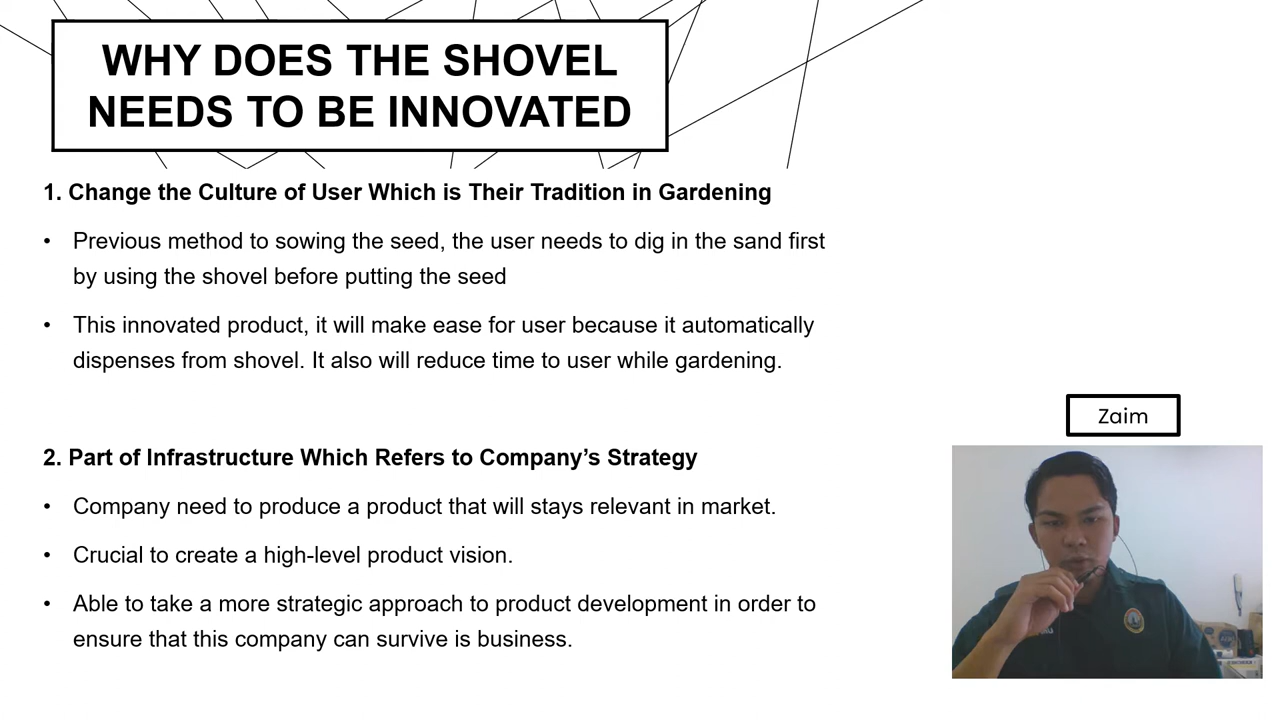 WHY DOES THE SHOVEL
NEEDS TO BE INNOVATED
1. Change the Culture of User Which is Their Tradition in Gardening
• Previous method to sowing the seed, the user needs to dig in the sand first
by using the shovel before putting the seed
• This innovated product, it will make ease for user because it automatically
dispenses from shovel. It also will reduce time to user while gardening.
2. Part of Infrastructure Which Refers to Company’s Strategy
• Company need to produce a product that will stays relevant in market.
• Crucial to create a high-level product vision.
• Able to take a more strategic approach to product development in order to
ensure that this company can survive is business.
Zaim